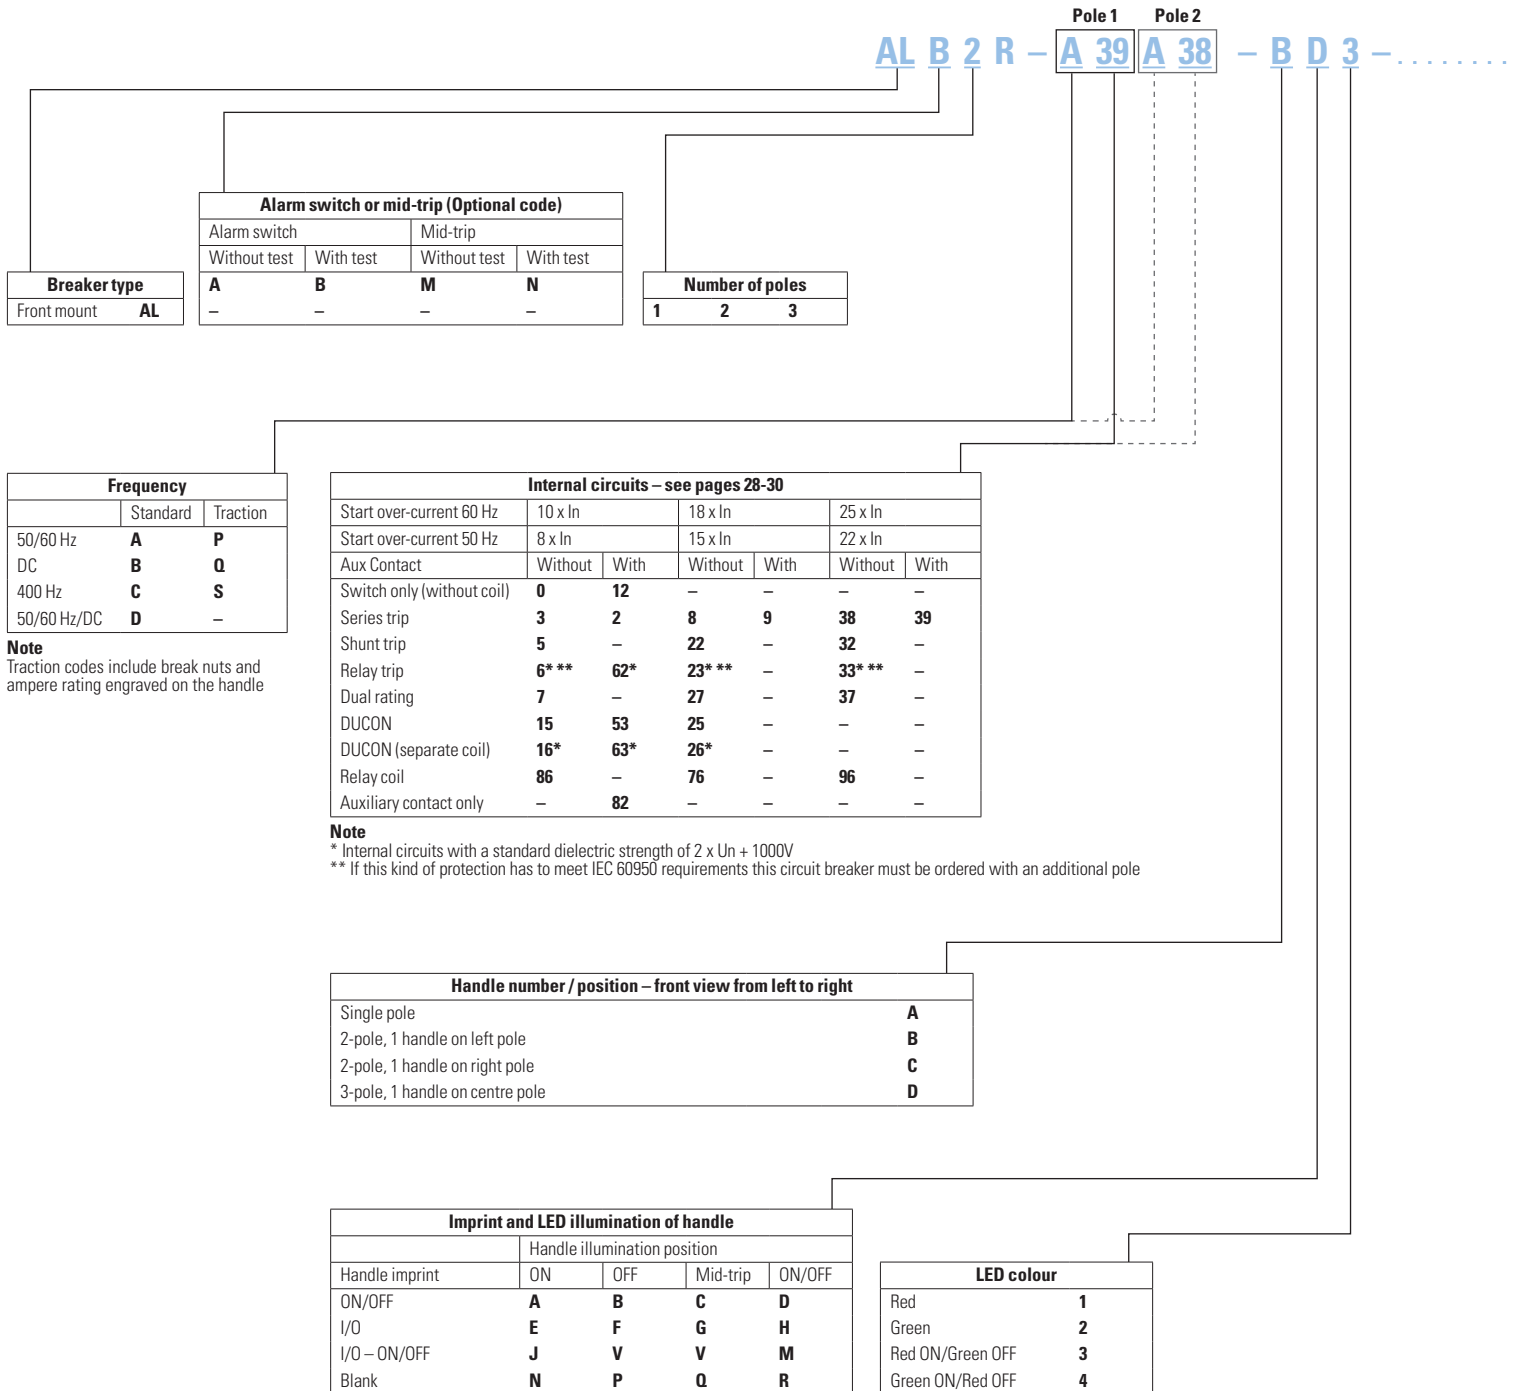 Pole 1 Pole 2
AL B 2 R – A 39 A 38 – B D 3 – . . . . . . . .
Alarm switch or mid-trip (Optional code)
Alarm switch Mid-trip
Without test With test Without test With test
A B M N
– – – –
Breaker type
Front mount AL
Number of poles
1 2 3
Frequency
Standard Traction
50/60 Hz A P
DC B Q
400 Hz C S
50/60 Hz/DC D –
Note
Traction codes include break nuts and
ampere rating engraved on the handle
Internal circuits – see pages 28-30
Start over-current 60 Hz 10 x In 18 x In 25 x In
Start over-current 50 Hz 8 x In 15 x In 22 x In
Aux Contact Without With Without With Without With
Switch only (without coil) 0 12 – – – –
Series trip 3 2 8 9 38 39
Shunt trip 5 – 22 – 32 –
Relay trip 6* ** 62* 23* ** – 33* ** –
Dual rating 7 – 27 – 37 –
DUCON 15 53 25 – – –
DUCON (separate coil) 16* 63* 26* – – –
Relay coil 86 – 76 – 96 –
Auxiliary contact only – 82 – – – –
Note
* Internal circuits with a standard dielectric strength of 2 x Un + 1000V
** If this kind of protection has to meet IEC 60950 requirements this circuit breaker must be ordered with an additional pole
Handle number / position – front view from left to right
Single pole A
2-pole, 1 handle on left pole B
2-pole, 1 handle on right pole C
3-pole, 1 handle on centre pole D
Imprint and LED illumination of handle
Handle illumination position
Handle imprint ON OFF Mid-trip ON/OFF
ON/OFF A B C D
I/O E F G H
I/O – ON/OFF J V V M
Blank N P Q R
LED colour
Red 1
Green 2
Red ON/Green OFF 3
Green ON/Red OFF 4